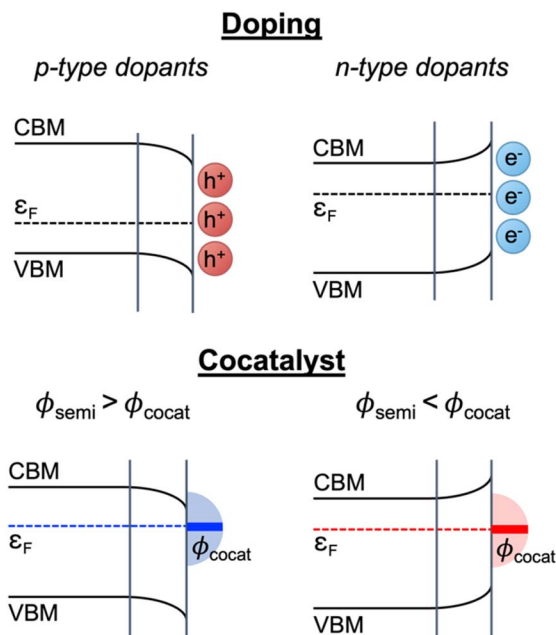 Doping
p-type dopants
n-type dopants
CBM
εF
VBM
h+
h+
h+
CBM
εF
VBM
e-
e-
e-
Cocatalyst
ϕsemi > ϕcocat
ϕsemi < ϕcocat
CBM
εF
ϕcocat
VBM
CBM
εF
ϕcocat
VBM